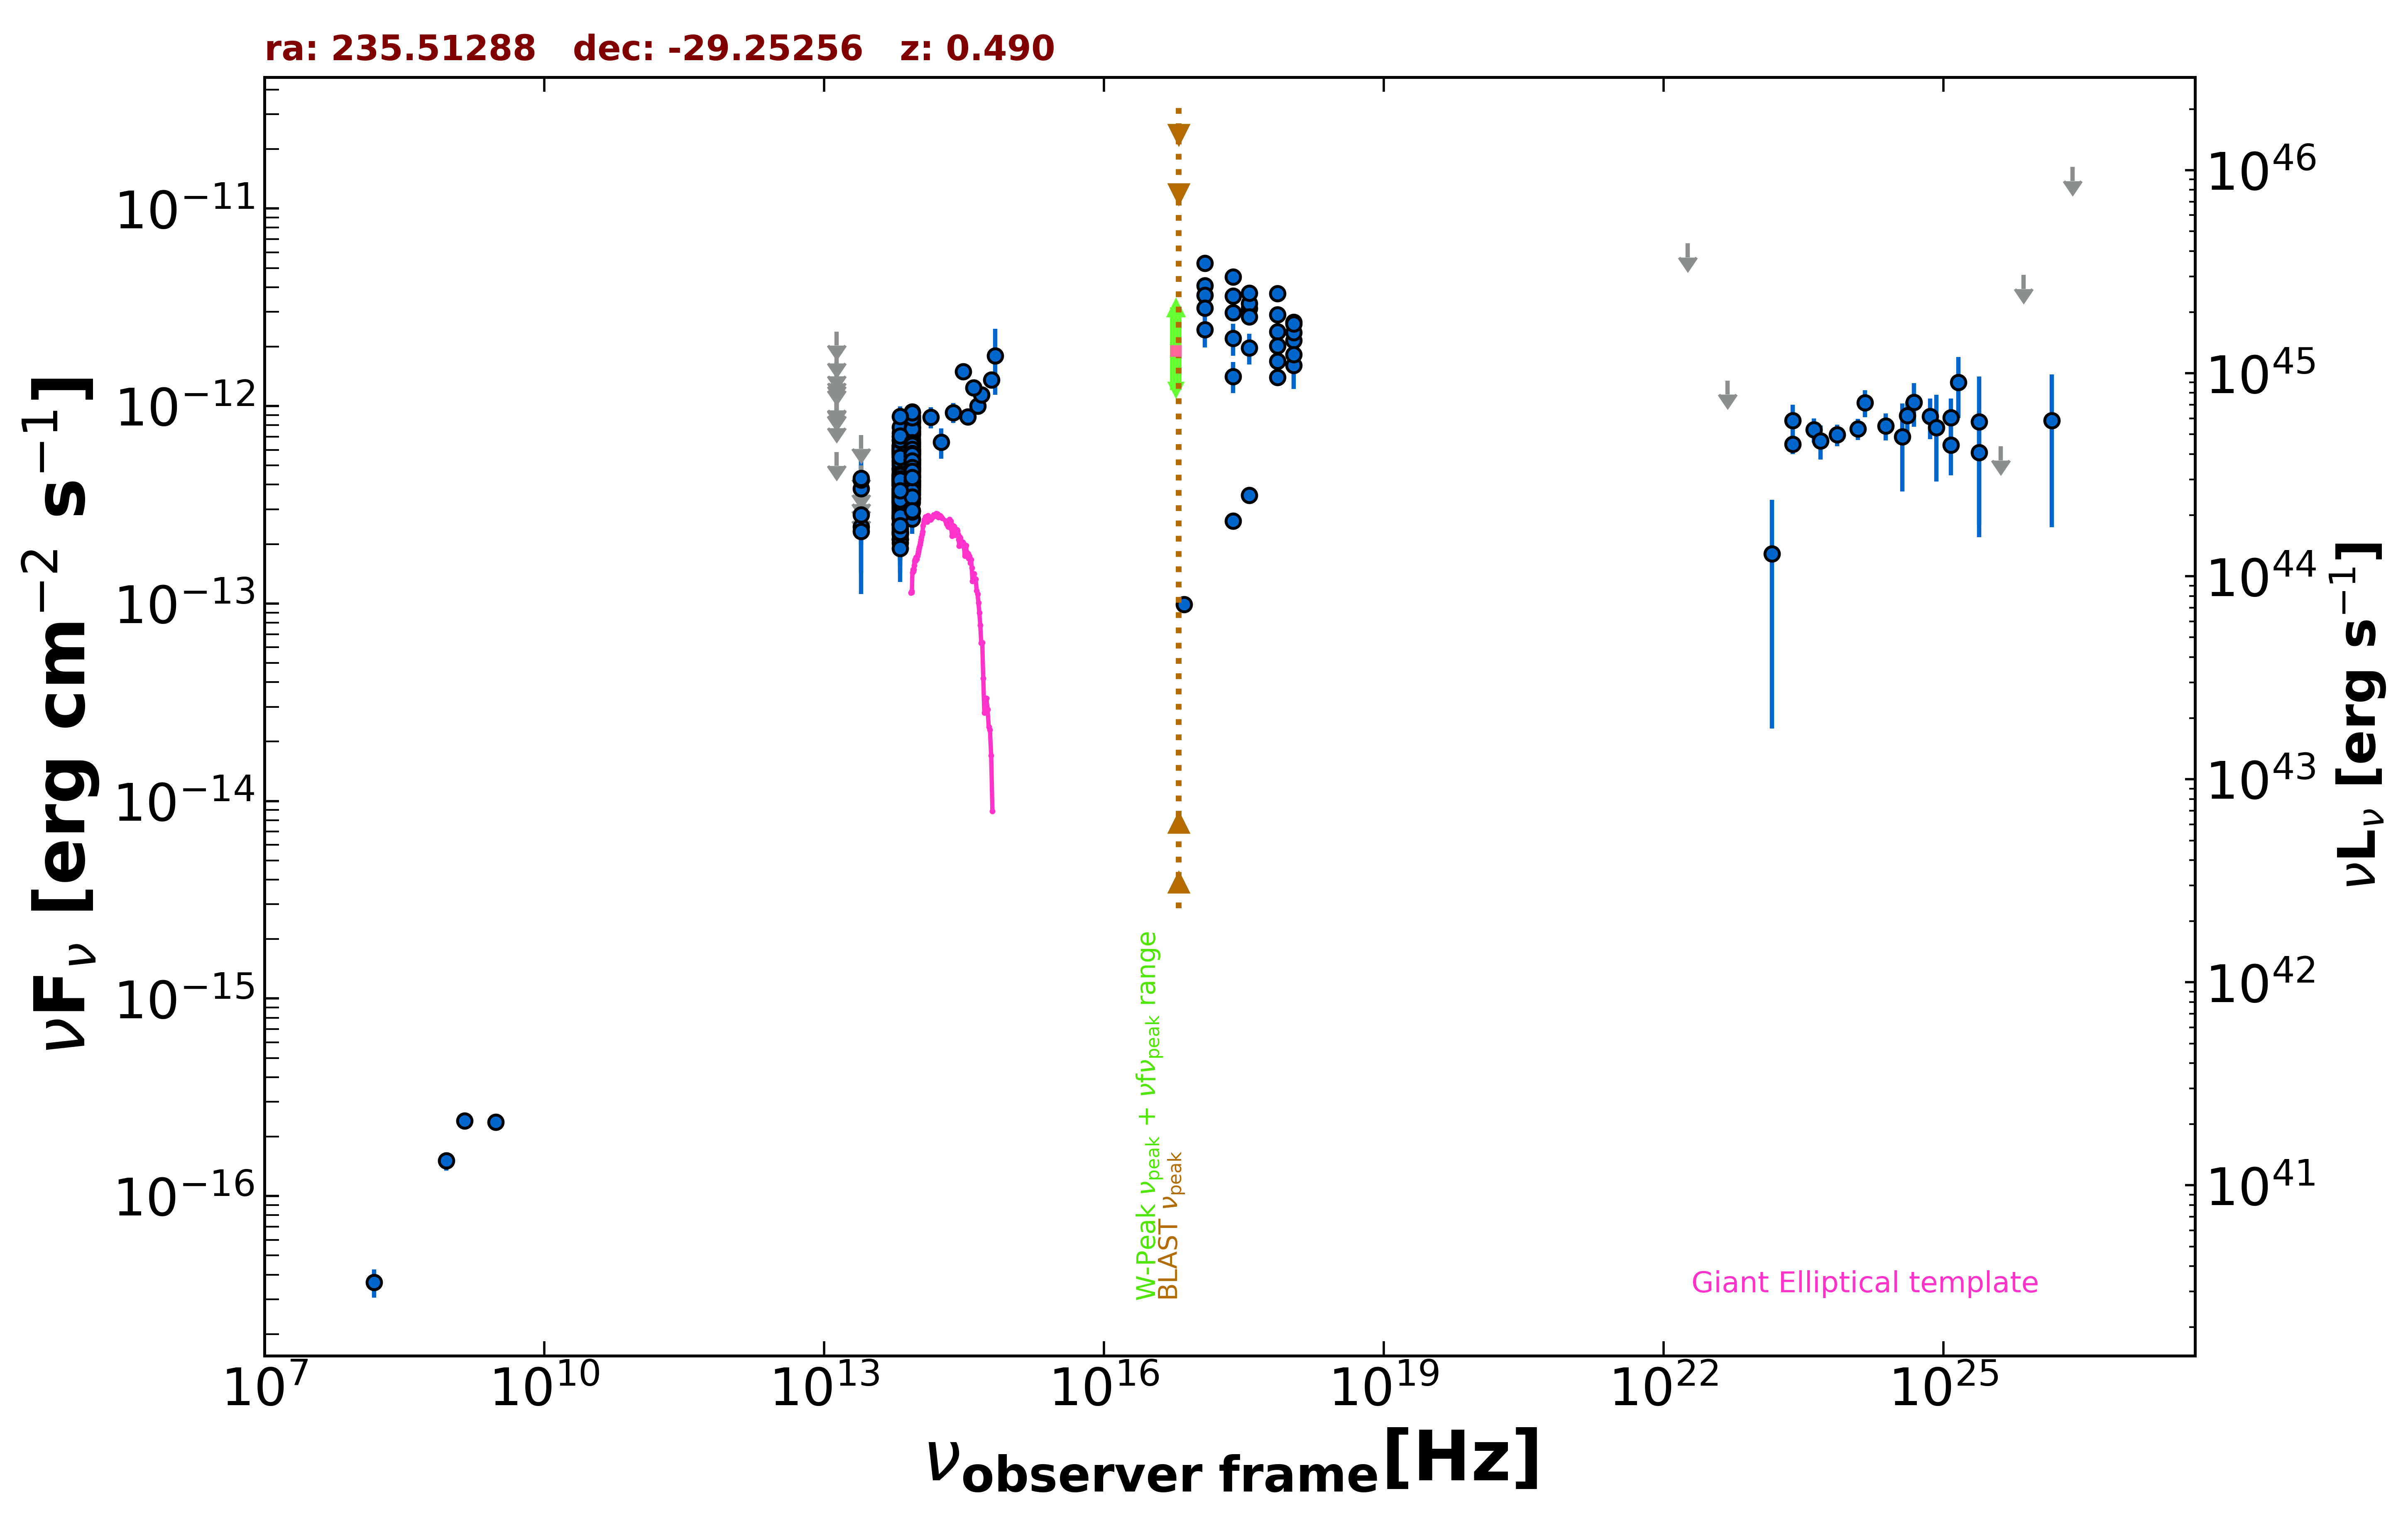 ra: 235.51288   dec: -29.25256   z: 0.490
νF_ν [erg cm⁻² s⁻¹]
10⁻¹¹
10⁻¹²
10⁻¹³
10⁻¹⁴
10⁻¹⁵
10⁻¹⁶
10⁴⁶
10⁴⁵
10⁴⁴
10⁴³
10⁴²
10⁴¹
νL_ν [erg s⁻¹]
W-Peak ν_peak + νfν_peak range
BLAST ν_peak
Giant Elliptical template
10⁷ 10¹⁰ 10¹³ 10¹⁶ 10¹⁹ 10²² 10²⁵
ν_observer frame [Hz]